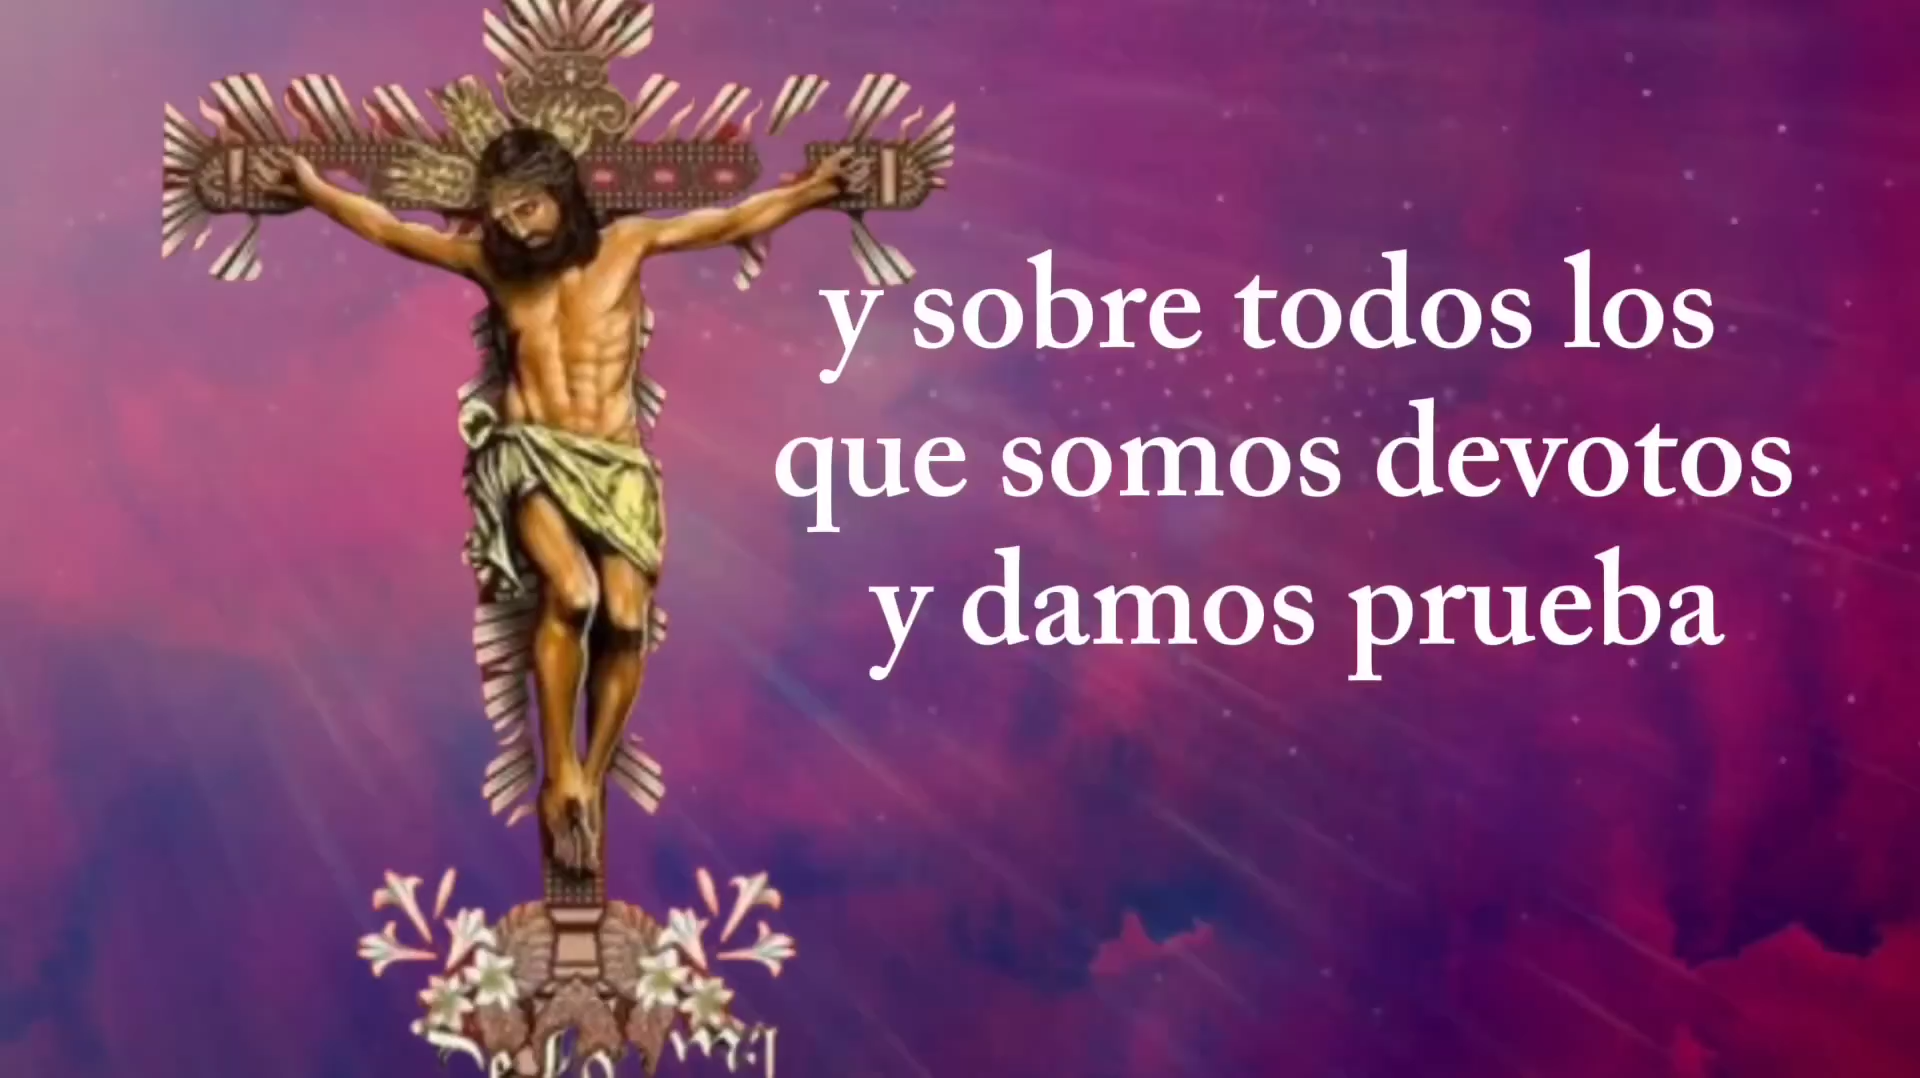 y sobre todos los
que somos devotos
y damos prueba